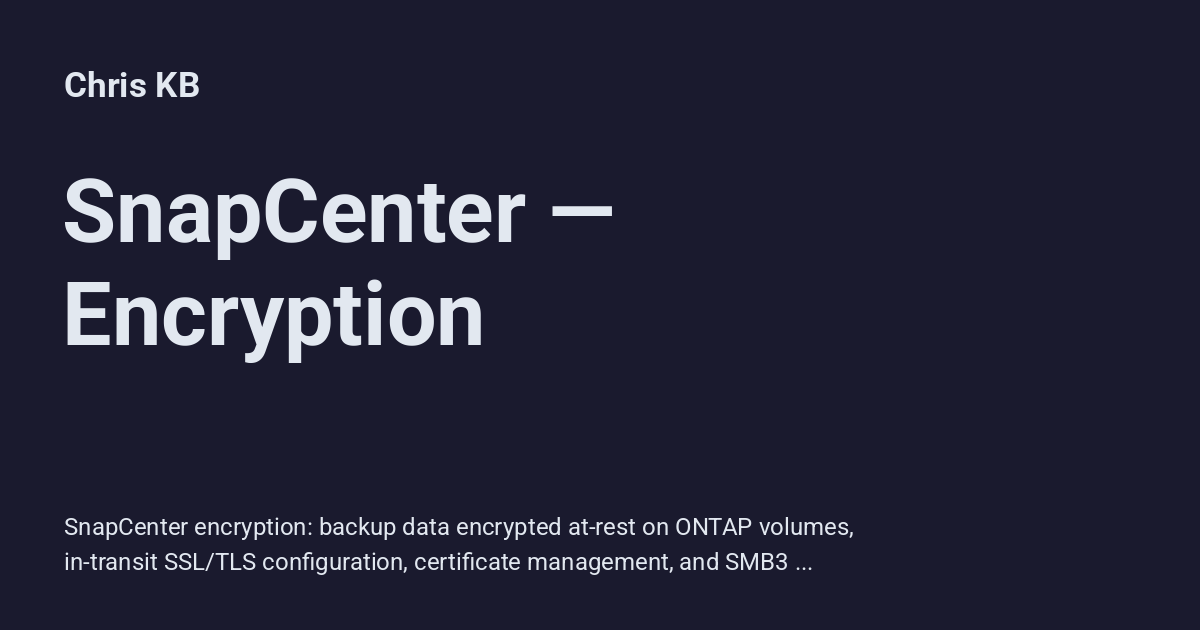 Chris KB
SnapCenter —
Encryption
SnapCenter encryption: backup data encrypted at-rest on ONTAP volumes,
in-transit SSL/TLS configuration, certificate management, and SMB3 ...